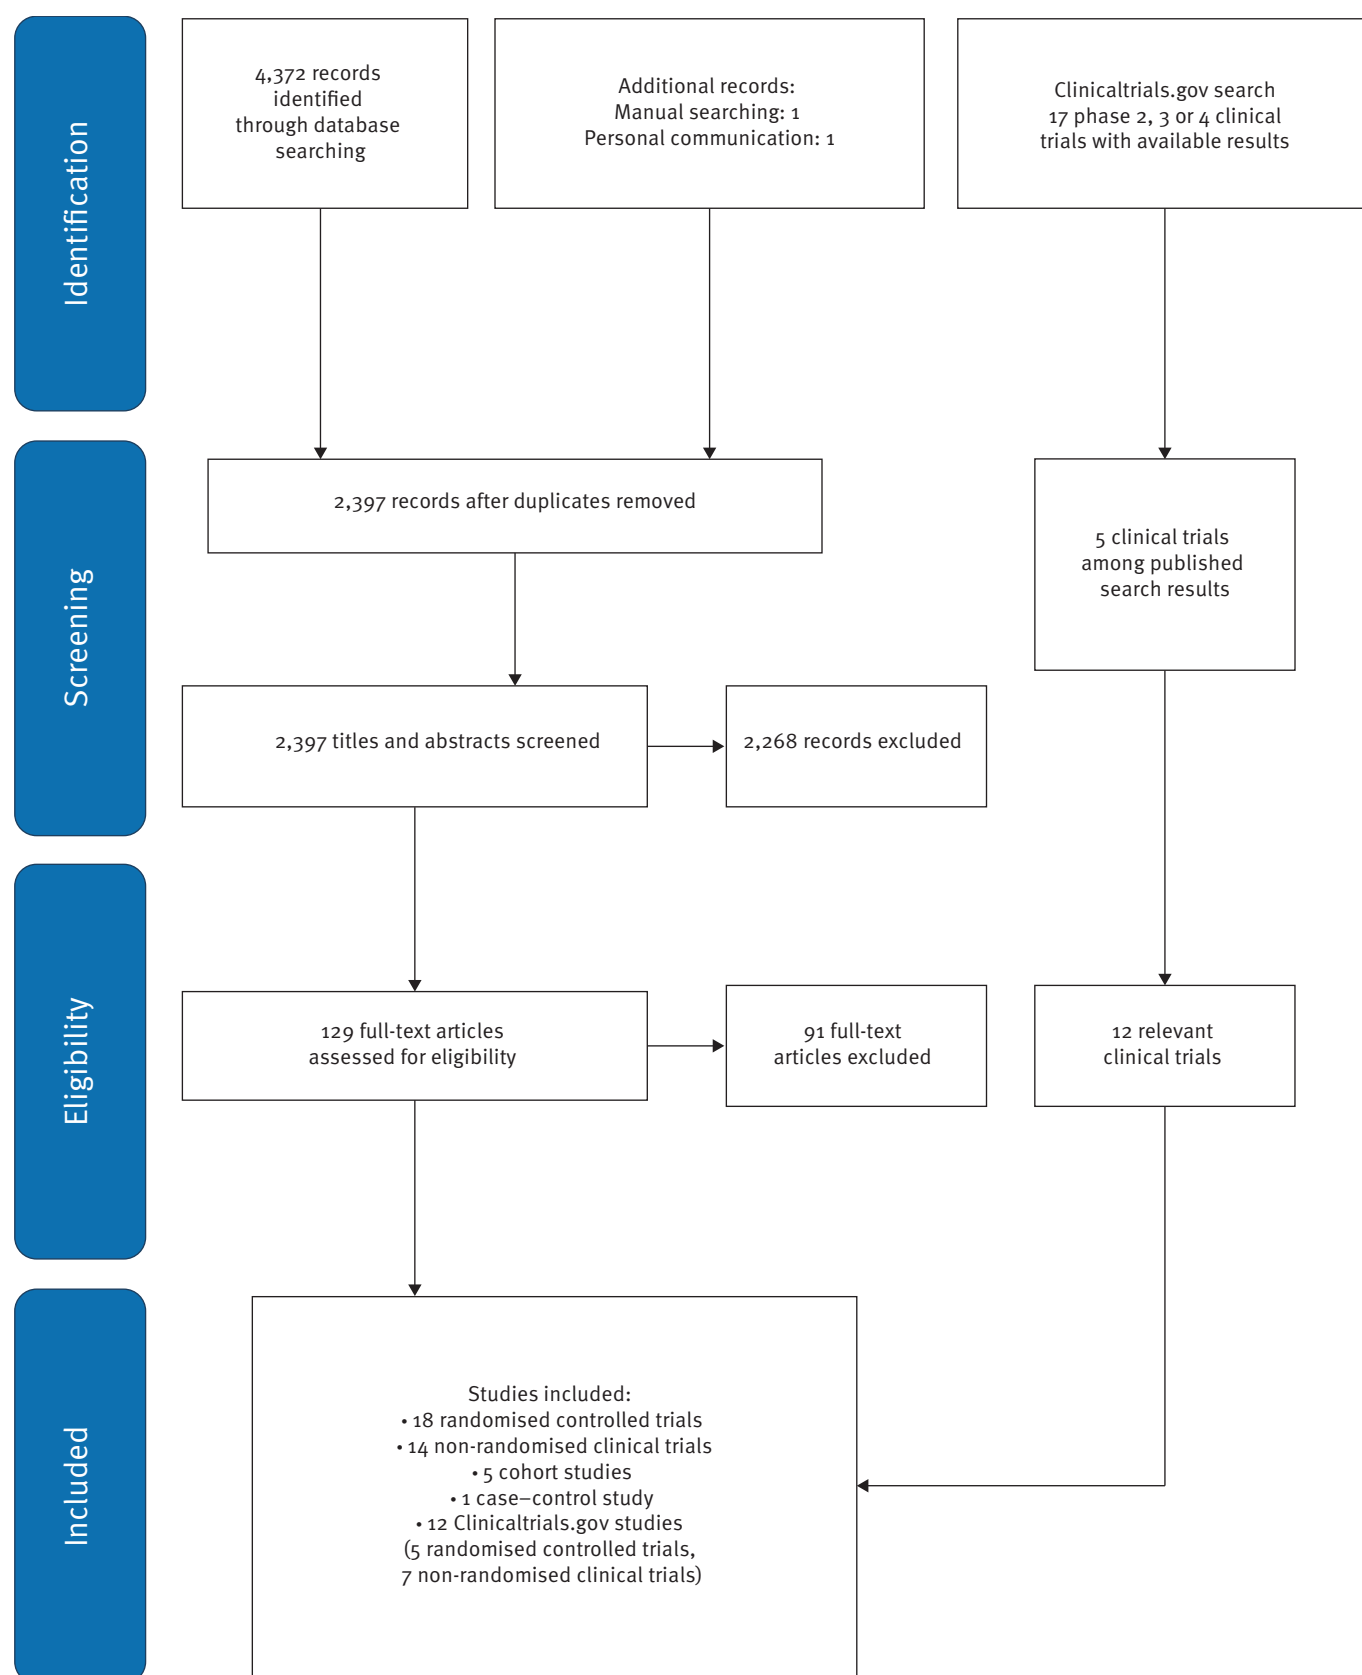 Identification
4,372 records
identified
through database
searching
Additional records:
Manual searching: 1
Personal communication: 1
Clinicaltrials.gov search
17 phase 2, 3 or 4 clinical
trials with available results
Screening
2,397 records after duplicates removed
5 clinical trials
among published
search results
2,397 titles and abstracts screened
2,268 records excluded
Eligibility
129 full-text articles
assessed for eligibility
91 full-text
articles excluded
12 relevant
clinical trials
Included
Studies included:
• 18 randomised controlled trials
• 14 non-randomised clinical trials
• 5 cohort studies
• 1 case–control study
• 12 Clinicaltrials.gov studies
(5 randomised controlled trials,
7 non-randomised clinical trials)